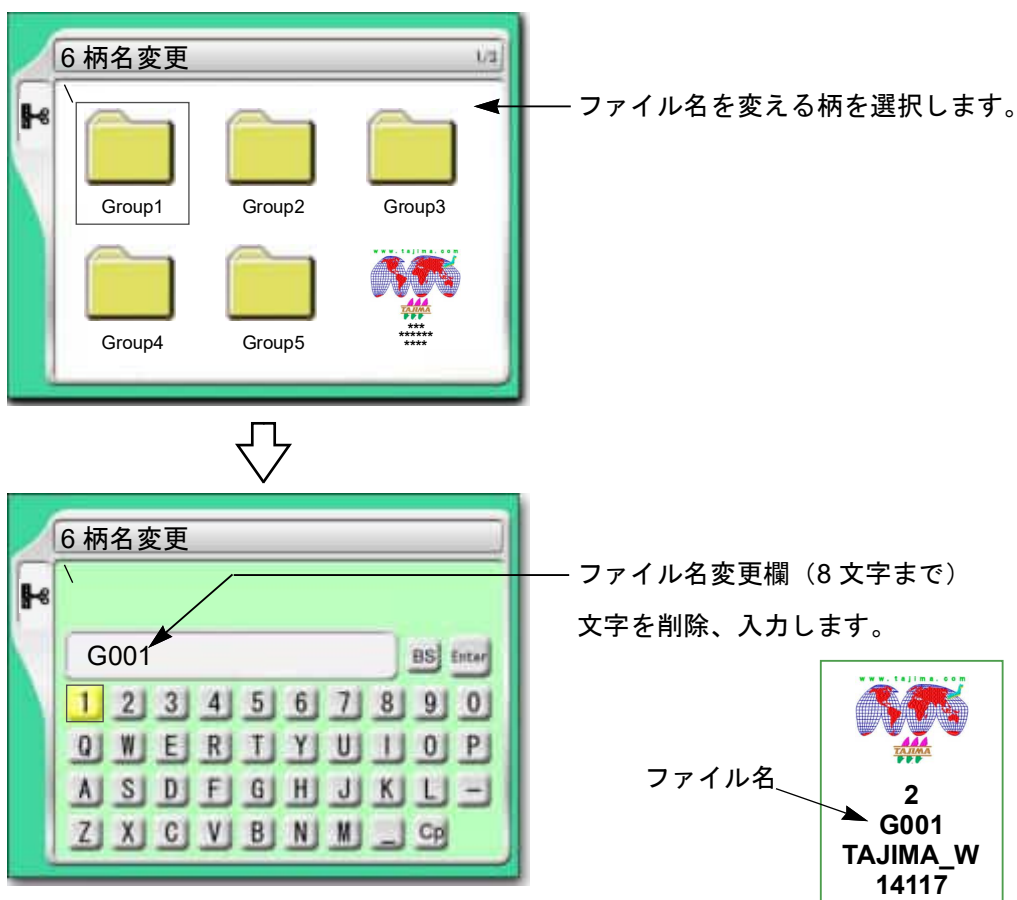 6 柄名変更
1/3
ファイル名を変える柄を選択します。
Group1
Group2
Group3
www.tajima.com
TAJIMA
***
******
****
Group4
Group5
6 柄名変更
ファイル名変更欄（8 文字まで）
文字を削除、入力します。
G001
BS
Enter
1 2 3 4 5 6 7 8 9 0
Q W E R T Y U I O P
A S D F G H J K L -
Z X C V B N M _ Cp
www.tajima.com
TAJIMA
ファイル名
2
G001
TAJIMA_W
14117